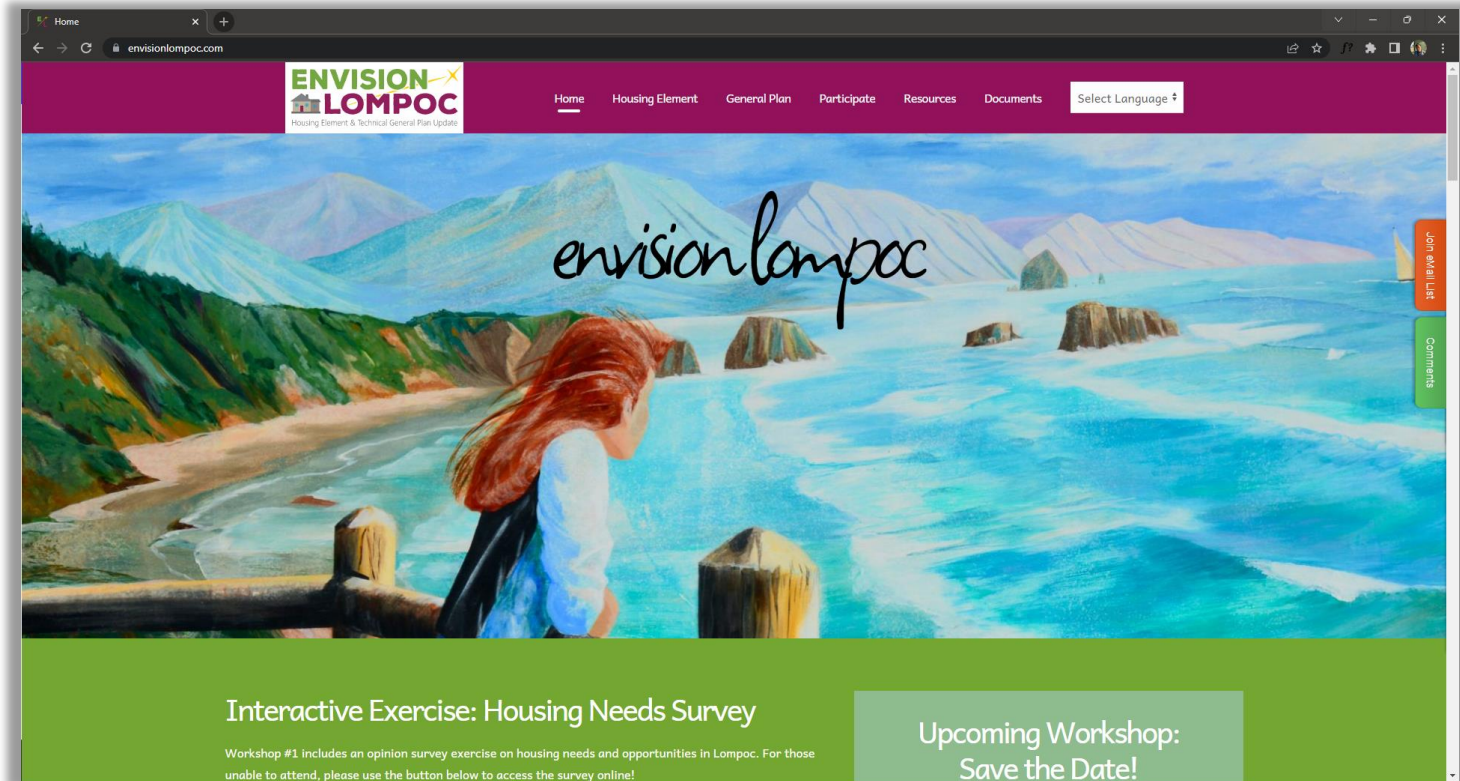 Home
envisionlompoc.com
ENVISION
LOMPOC
Housing Element & Technical General Plan Update
Home Housing Element General Plan Participate Resources Documents Select Language
envision lompoc
Join eMail List
Comments
Interactive Exercise: Housing Needs Survey
Workshop #1 includes an opinion survey exercise on housing needs and opportunities in Lompoc. For those
unable to attend, please use the button below to access the survey online!
Upcoming Workshop:
Save the Date!